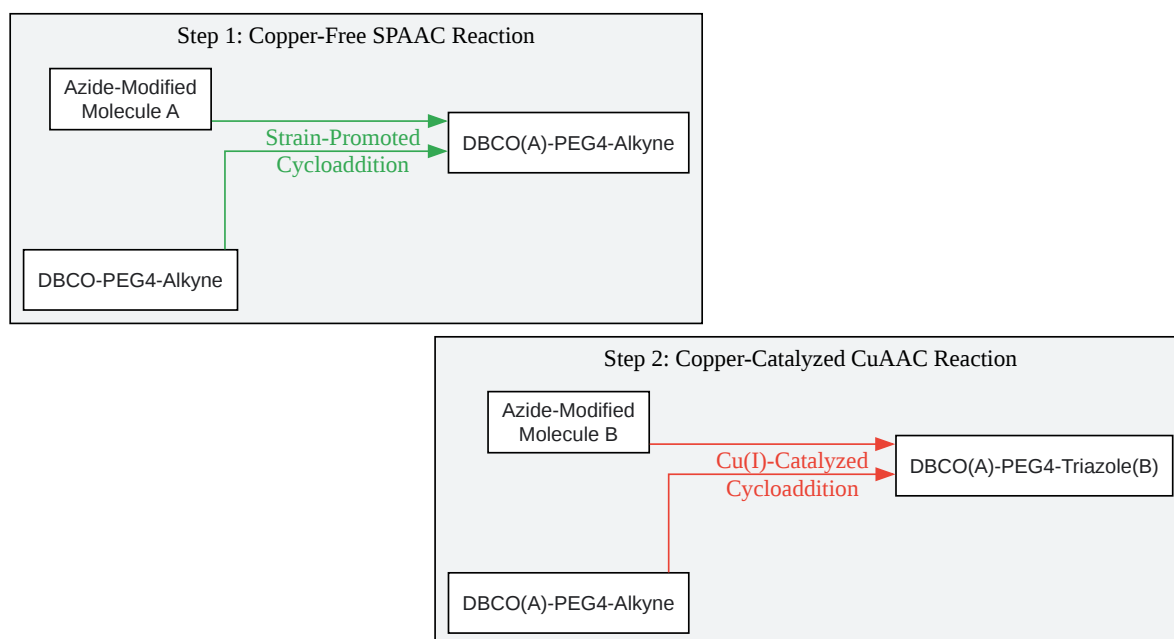 Step 1: Copper-Free SPAAC Reaction
Azide-Modified
Molecule A
Strain-Promoted
Cycloaddition
DBCO(A)-PEG4-Alkyne
DBCO-PEG4-Alkyne
Step 2: Copper-Catalyzed CuAAC Reaction
Azide-Modified
Molecule B
Cu(I)-Catalyzed
Cycloaddition
DBCO(A)-PEG4-Triazole(B)
DBCO(A)-PEG4-Alkyne